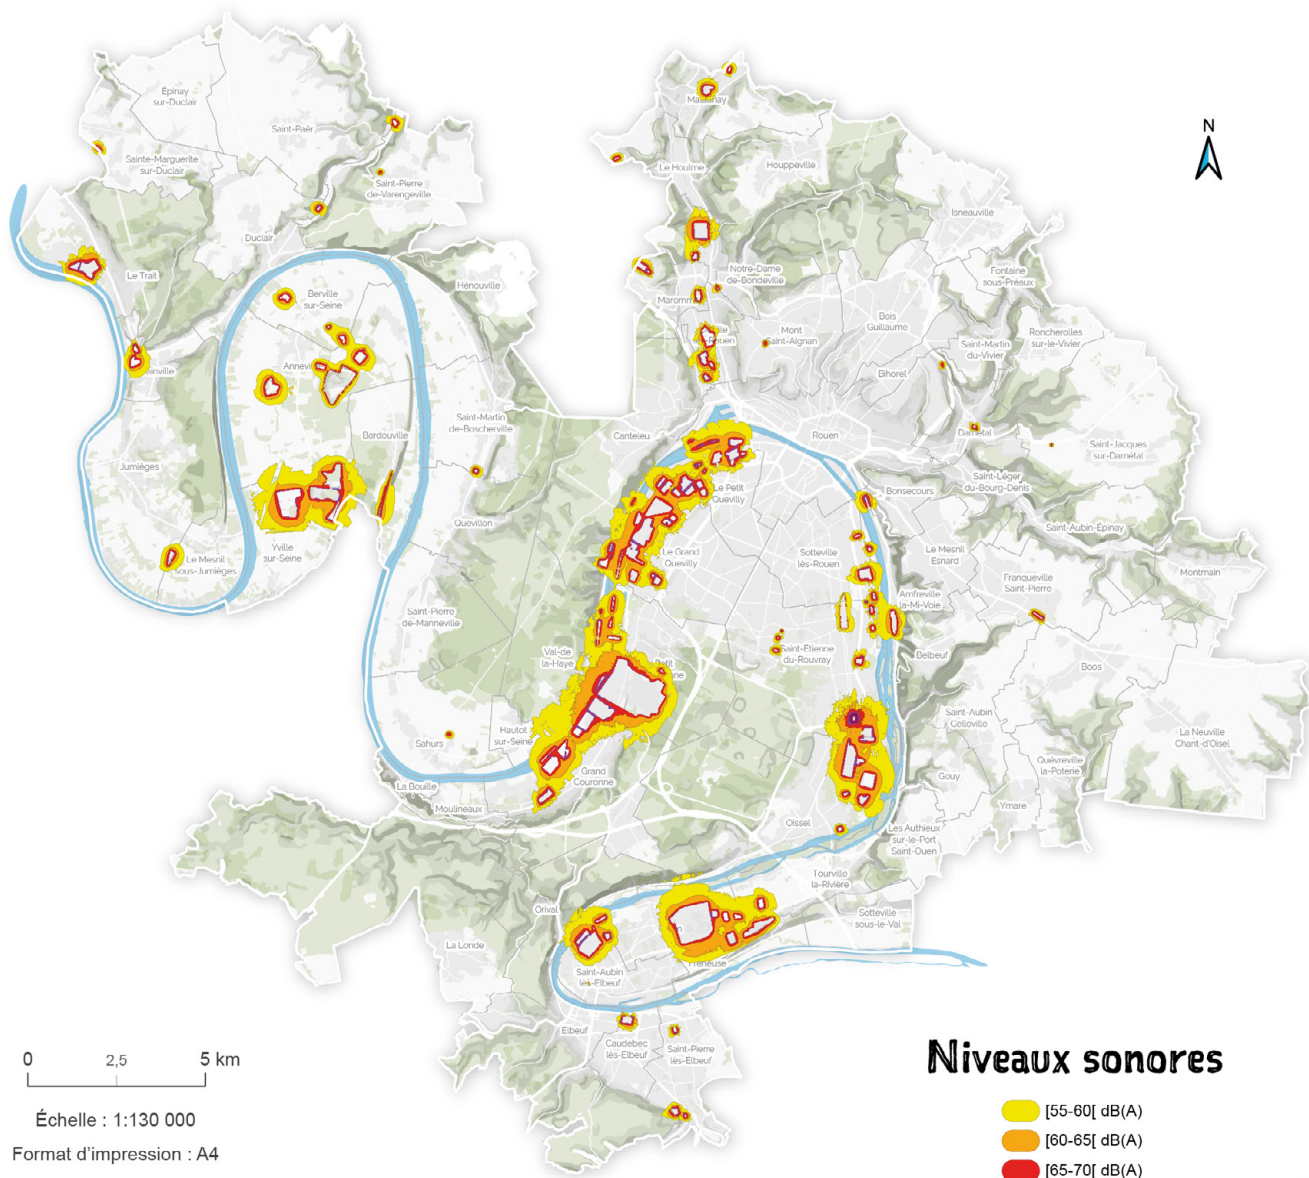 Épinay
sur-Duclair
Saint-Paër
Sainte-Marguerite
sur-Duclair
Saint-Pierre
de-Varengeville
Duclair
Le Trait
Hénouville
Berville
sur-Seine
Bardouville
Jumièges
Saint-Martin
de-Boscherville
Quevillon
Le Mesnil
sous-Jumièges
Yville
sur-Seine
Saint-Pierre
de-Manneville
Sahurs
Hautot
sur-Seine
Val-de
la-Haye
La Bouille
Moulineaux
Grand
Couronne
Le Houlme
Houppeville
Isneauville
N
Notre-Dame
de-Bondeville
Fontaine
sous-Préaux
Bois
Guillaume
Mont
Saint-Aignan
Saint-Martin
du-Vivier
Roncherolles
sur-le-Vivier
Bihorel
Canteleu
Rouen
Darnétal
Saint-Jacques
sur-Darnétal
Saint-Léger
du-Bourg-Denis
Le Petit
Quevilly
Bonsecours
Saint-Aubin-Épinay
Le Grand
Quevilly
Sotteville
lès-Rouen
Le Mesnil
Esnard
Franqueville
Saint-Pierre
Montmain
Amfreville
la-Mi-Voie
Saint-Étienne
du-Rouvray
Belbeuf
Boos
Saint-Aubin
Celloville
La Neuville
Chant-d'Oisel
Quévreville
la-Poterie
Gouy
Ymare
Oissel
Les Authieux
sur-le-Port
Saint-Ouen
Tourville
la-Rivière
Sotteville
sous-le-Val
Orival
La Londe
Freneuse
Saint-Aubin
lès-Elbeuf
Elbeuf
Caudebec
lès-Elbeuf
Saint-Pierre
lès-Elbeuf
0 2,5 5 km
Échelle : 1:130 000
Format d'impression : A4
Niveaux sonores
[55-60[ dB(A)
[60-65[ dB(A)
[65-70[ dB(A)